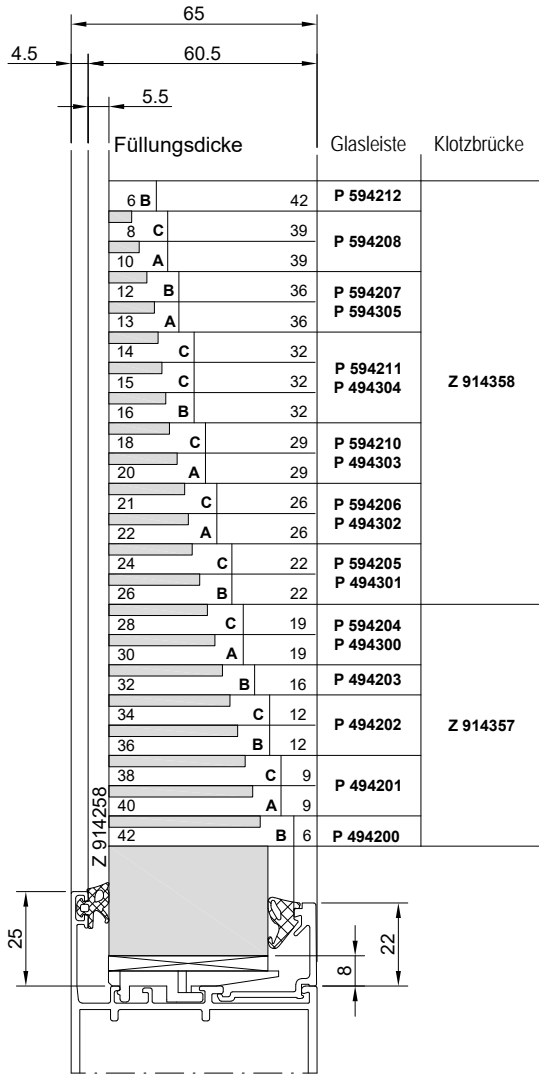 65
4.5 60.5
5.5
Füllungsdicke Glasleiste Klotzbrücke
6 B 42 P 594212
8 C 39
P 594208
10 A 39
12 B 36 P 594207
13 A 36 P 594305
14 C 32
P 594211
15 C 32 Z 914358
P 494304
16 B 32
18 C 29 P 594210
20 A 29 P 494303
21 C 26 P 594206
22 A 26 P 494302
24 C 22 P 594205
26 B 22 P 494301
28 C 19 P 594204
30 A 19 P 494300
32 B 16 P 494203
34 C 12
P 494202 Z 914357
36 B 12
38 C 9
P 494201
40 A 9
42 B 6 P 494200
Z 914258
25
22
8